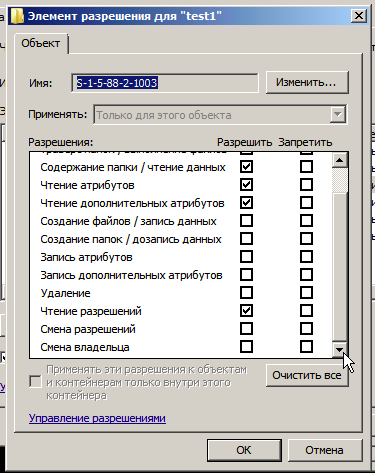 Элемент разрешения для "test1"
Объект
Имя: S-1-5-88-2-1003 Изменить...
Применять: Только для этого объекта
Разрешения: Разрешить Запретить
Содержание папки / чтение данных
Чтение атрибутов
Чтение дополнительных атрибутов
Создание файлов / запись данных
Создание папок / дозапись данных
Запись атрибутов
Запись дополнительных атрибутов
Удаление
Чтение разрешений
Смена разрешений
Смена владельца
Применять эти разрешения к объектам
и контейнерам только внутри этого
контейнера
Очистить все
Управление разрешениями
ОК Отмена